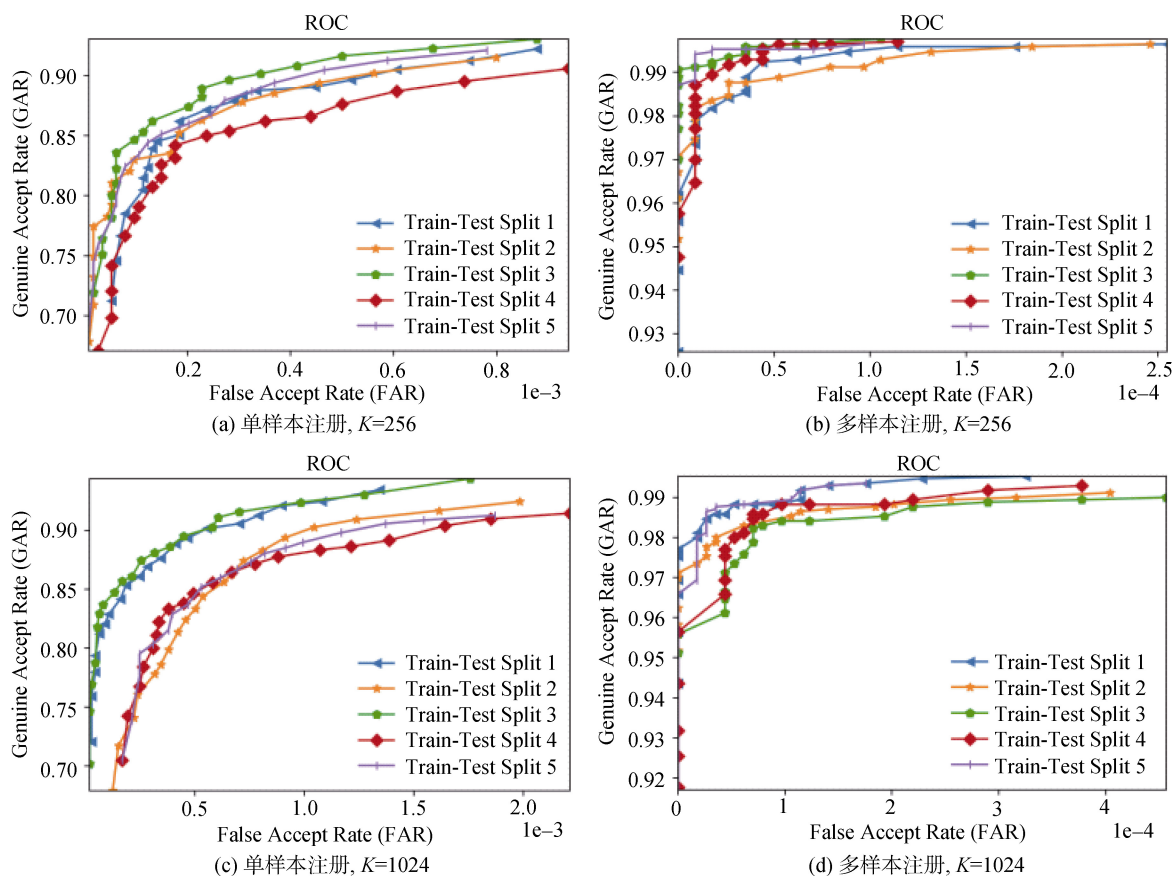 ROC
Genuine Accept Rate (GAR)
0.90
0.85
0.80
0.75
0.70
Train-Test Split 1
Train-Test Split 2
Train-Test Split 3
Train-Test Split 4
Train-Test Split 5
0.2 0.4 0.6 0.8
1e−3
False Accept Rate (FAR)
(a) 单样本注册, K=256
ROC
Genuine Accept Rate (GAR)
0.99
0.98
0.97
0.96
0.95
0.94
0.93
Train-Test Split 1
Train-Test Split 2
Train-Test Split 3
Train-Test Split 4
Train-Test Split 5
0.0 0.5 1.0 1.5 2.0 2.5
1e−4
False Accept Rate (FAR)
(b) 多样本注册, K=256
ROC
Genuine Accept Rate (GAR)
0.90
0.85
0.80
0.75
0.70
Train-Test Split 1
Train-Test Split 2
Train-Test Split 3
Train-Test Split 4
Train-Test Split 5
0.5 1.0 1.5 2.0
1e−3
False Accept Rate (FAR)
(c) 单样本注册, K=1024
ROC
Genuine Accept Rate (GAR)
0.99
0.98
0.97
0.96
0.95
0.94
0.93
0.92
Train-Test Split 1
Train-Test Split 2
Train-Test Split 3
Train-Test Split 4
Train-Test Split 5
0 1 2 3 4
1e−4
False Accept Rate (FAR)
(d) 多样本注册, K=1024